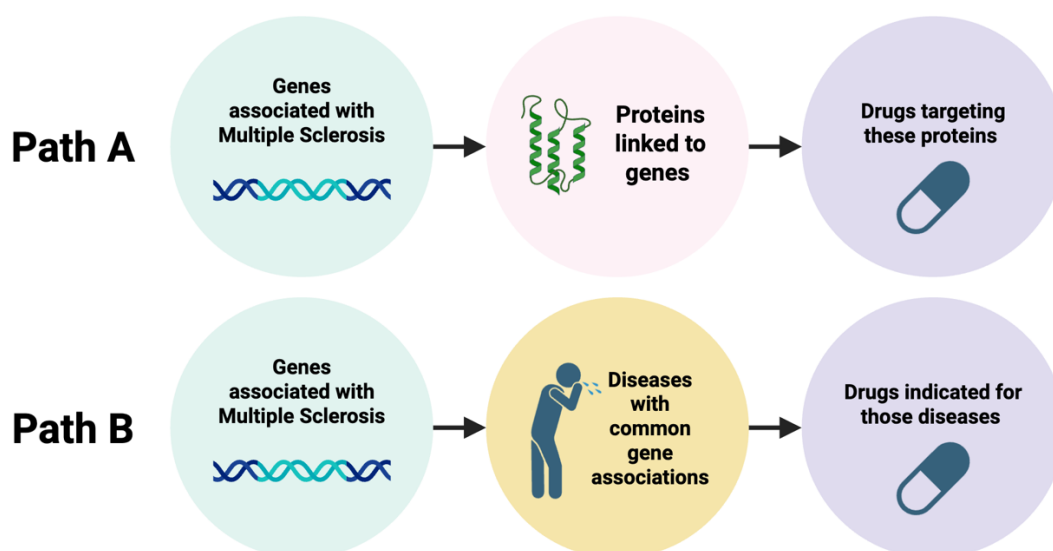 Path A
Genes
associated with
Multiple Sclerosis
Proteins
linked to
genes
Drugs targeting
these proteins
Path B
Genes
associated with
Multiple Sclerosis
Diseases
with
common
gene
associations
Drugs indicated for
those diseases